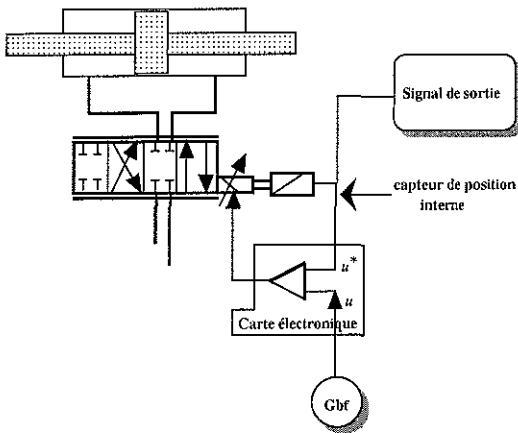 Signal de sortie
capteur de position
interne
u*
u
Carte électronique
Gbf